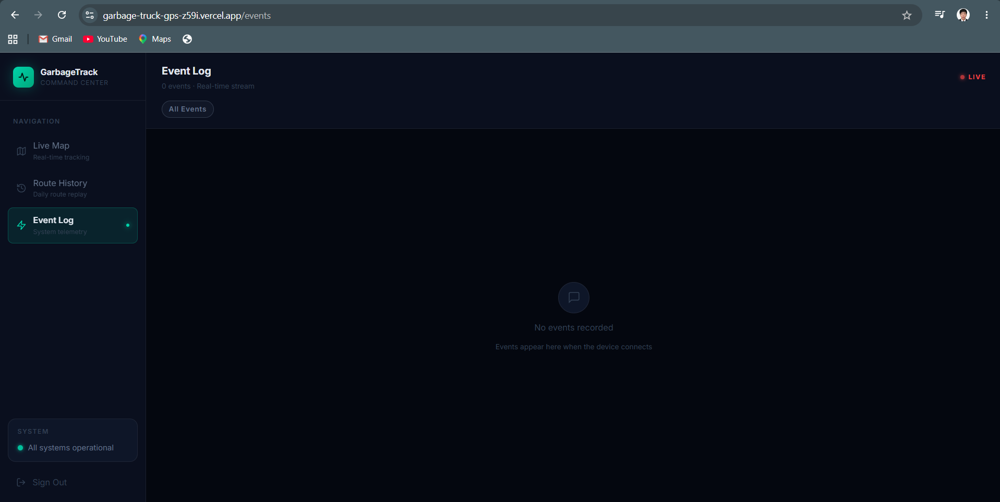 garbage-truck-gps-z59i.vercel.app/events
Gmail
YouTube
Maps
GarbageTrack
COMMAND CENTER
NAVIGATION
Live Map
Real-time tracking
Route History
Daily route replay
Event Log
System telemetry
SYSTEM
All systems operational
Sign Out
Event Log
0 events · Real-time stream
LIVE
All Events
No events recorded
Events appear here when the device connects